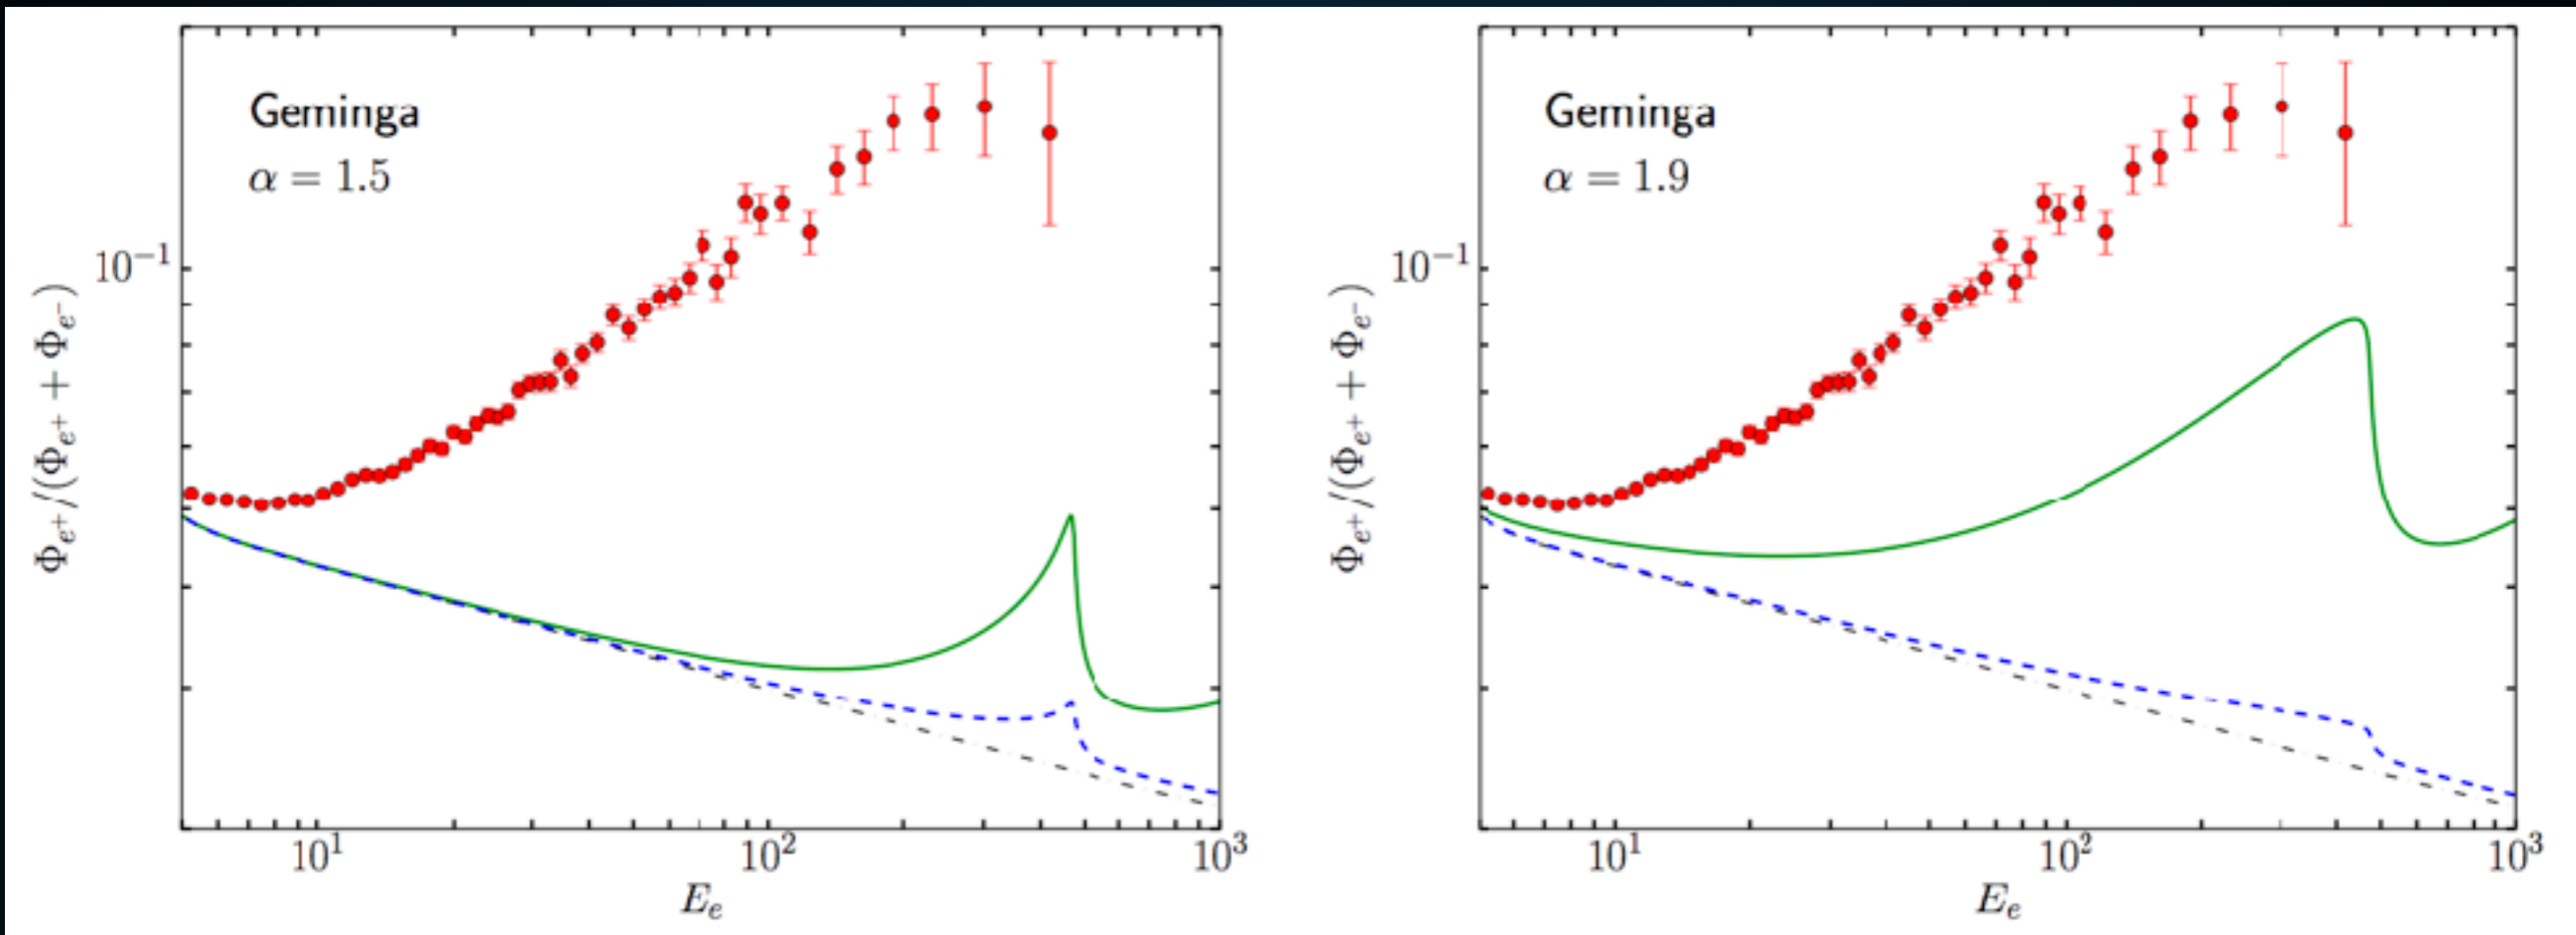 Geminga
α = 1.5
10⁻¹
Φₑ⁺/(Φₑ⁺ + Φₑ⁻)
10¹
10²
10³
Eₑ
Geminga
α = 1.9
10⁻¹
Φₑ⁺/(Φₑ⁺ + Φₑ⁻)
10¹
10²
10³
Eₑ